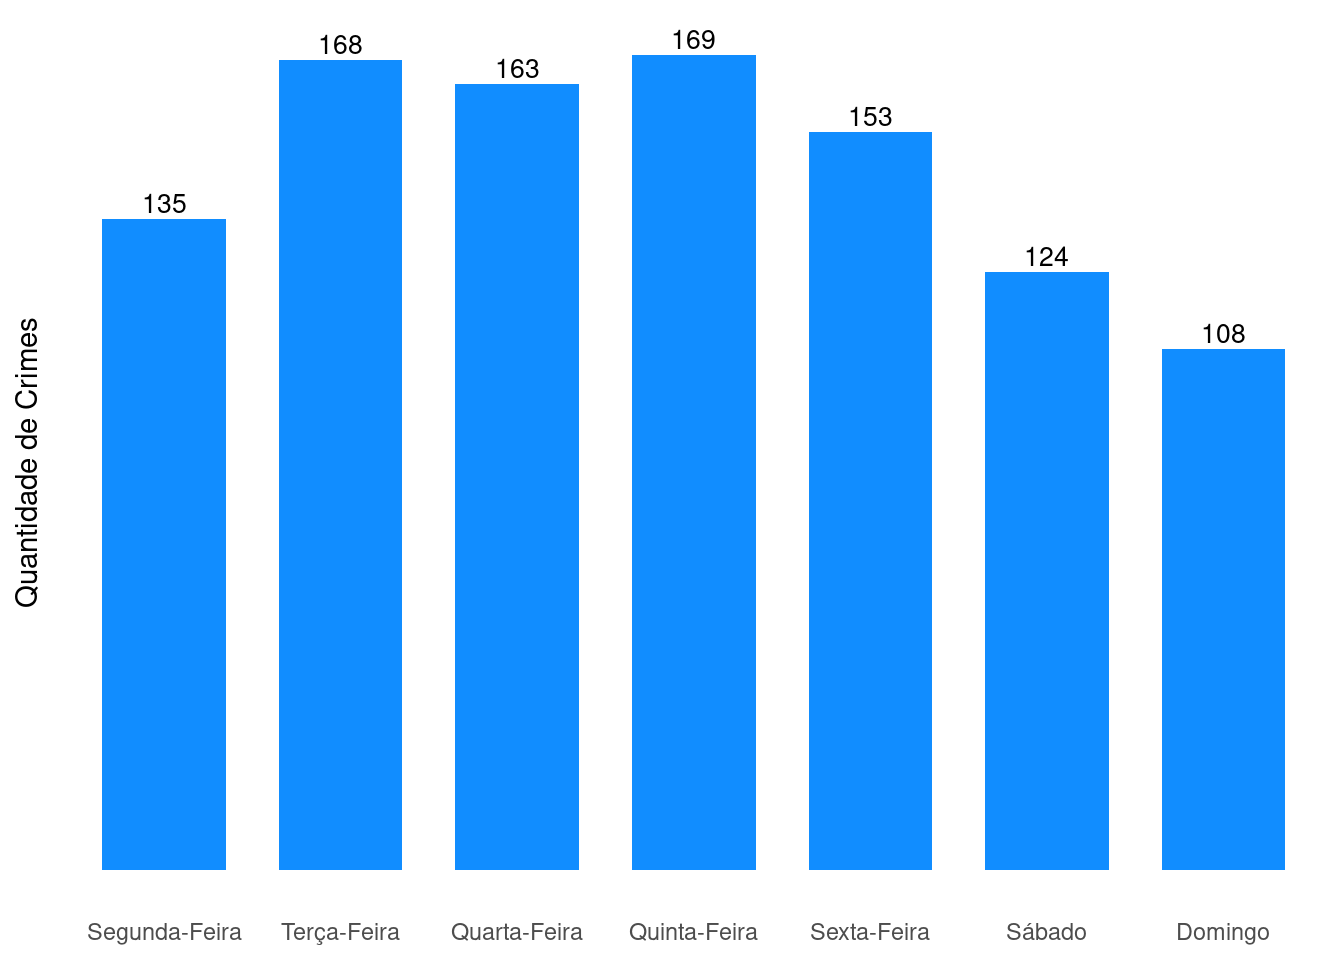 Quantidade de Crimes
135
168
163
169
153
124
108
Segunda-Feira
Terça-Feira
Quarta-Feira
Quinta-Feira
Sexta-Feira
Sábado
Domingo